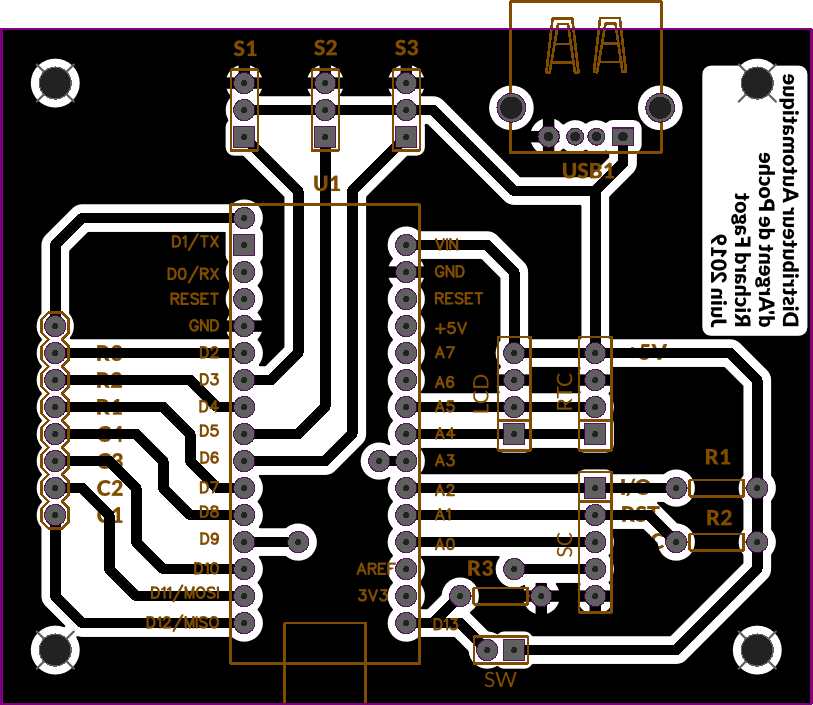 S1 S2 S3
USB1
U1
D1/TX
D0/RX
RESET
GND
D2
D3
D4
D5
D6
D7
D8
D9
D10
D11/MOSI
D12/MISO
VIN
GND
RESET
+5V
A7
A6
A5
A4
A3
A2
A1
A0
AREF
3V3
D13
R3
R2
R1
C4
C3
C2
C1
LCD
RTC
+5V
I/O
RST
SC
R1
R2
R3
SW
Distributeur Automatique
d'Argent de Poche
Richard Fagot
Juin 2019